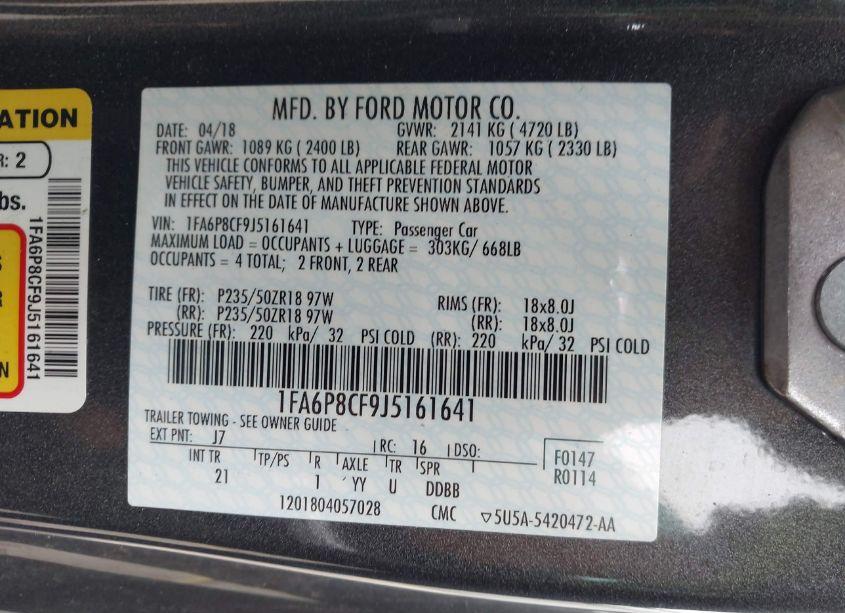 ATION
R: 2
bs.
S
G
N
1FA6P8CF9J5161641
MFD. BY FORD MOTOR CO.
DATE: 04/18 GVWR: 2141 KG ( 4720 LB)
FRONT GAWR: 1089 KG ( 2400 LB) REAR GAWR: 1057 KG ( 2330 LB)
THIS VEHICLE CONFORMS TO ALL APPLICABLE FEDERAL MOTOR
VEHICLE SAFETY, BUMPER, AND THEFT PREVENTION STANDARDS
IN EFFECT ON THE DATE OF MANUFACTURE SHOWN ABOVE.
VIN: 1FA6P8CF9J5161641 TYPE: Passenger Car
MAXIMUM LOAD = OCCUPANTS + LUGGAGE = 303KG/ 668LB
OCCUPANTS = 4 TOTAL; 2 FRONT, 2 REAR
TIRE (FR): P235/50ZR18 97W RIMS (FR): 18x8.0J
(RR): P235/50ZR18 97W (RR): 18x8.0J
PRESSURE (FR): 220 kPa/ 32 PSI COLD (RR): 220 kPa/ 32 PSI COLD
1FA6P8CF9J5161641
TRAILER TOWING - SEE OWNER GUIDE
EXT PNT: J7 RC: 16 DSO: F0147
INT TR TP/PS R AXLE TR SPR R0114
21 1 YY U DDBB
1201804057028 CMC ▽5U5A-5420472-AA